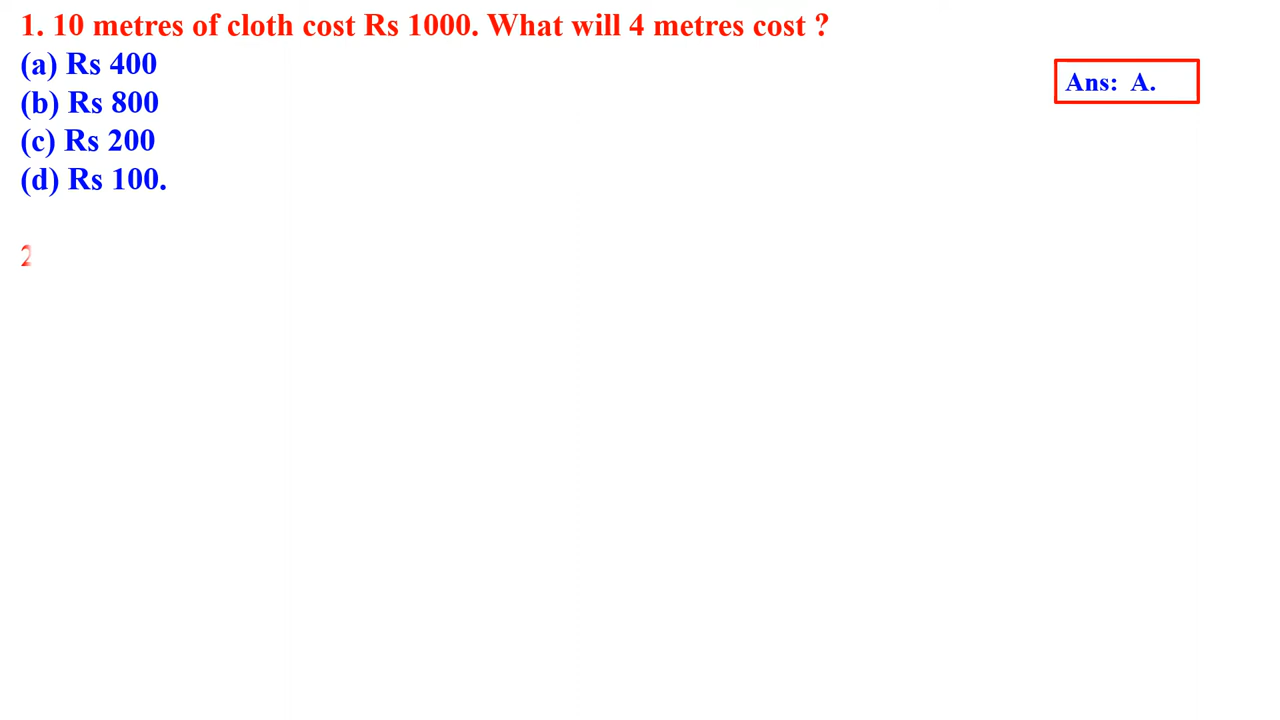 1. 10 metres of cloth cost Rs 1000. What will 4 metres cost ?
(a) Rs 400
(b) Rs 800
(c) Rs 200
(d) Rs 100.
Ans: A.
2